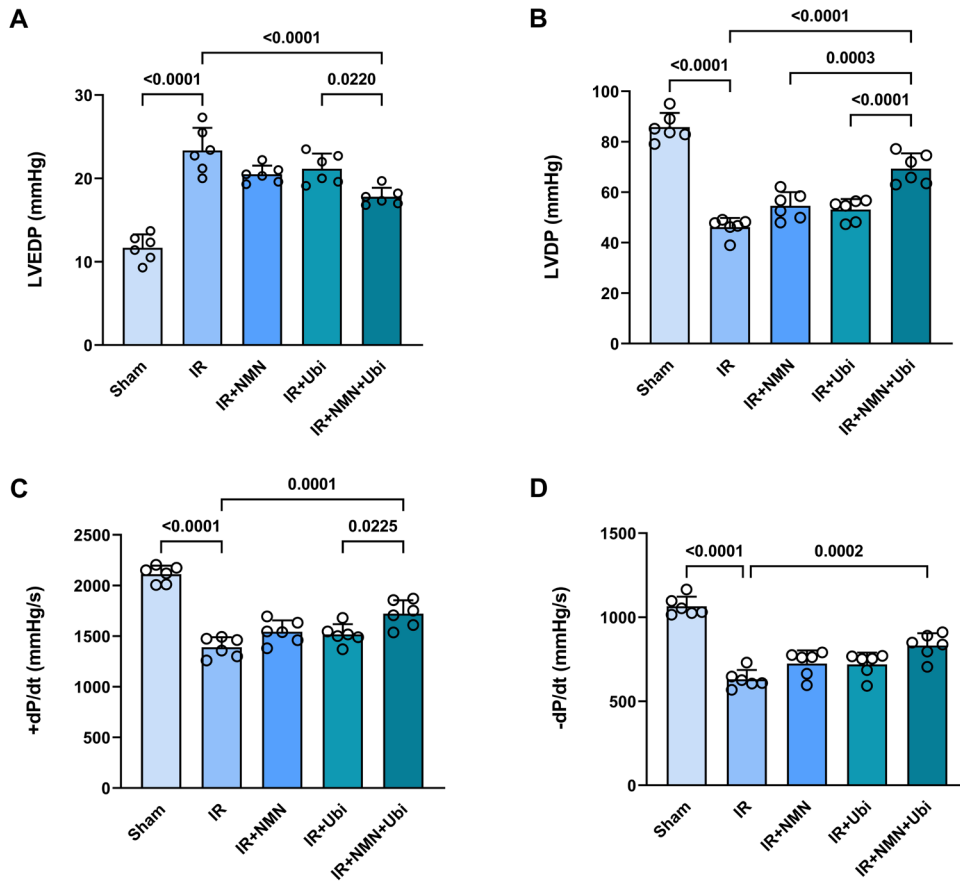 A
<0.0001
<0.0001
0.0220
LVEDP (mmHg)
30
20
10
0
Sham
IR
IR+NMN
IR+Ubi
IR+NMN+Ubi
B
<0.0001
<0.0001
0.0003
<0.0001
LVDP (mmHg)
100
80
60
40
20
0
Sham
IR
IR+NMN
IR+Ubi
IR+NMN+Ubi
C
0.0001
<0.0001
0.0225
+dP/dt (mmHg/s)
2500
2000
1500
1000
500
0
Sham
IR
IR+NMN
IR+Ubi
IR+NMN+Ubi
D
<0.0001
0.0002
-dP/dt (mmHg/s)
1500
1000
500
0
Sham
IR
IR+NMN
IR+Ubi
IR+NMN+Ubi